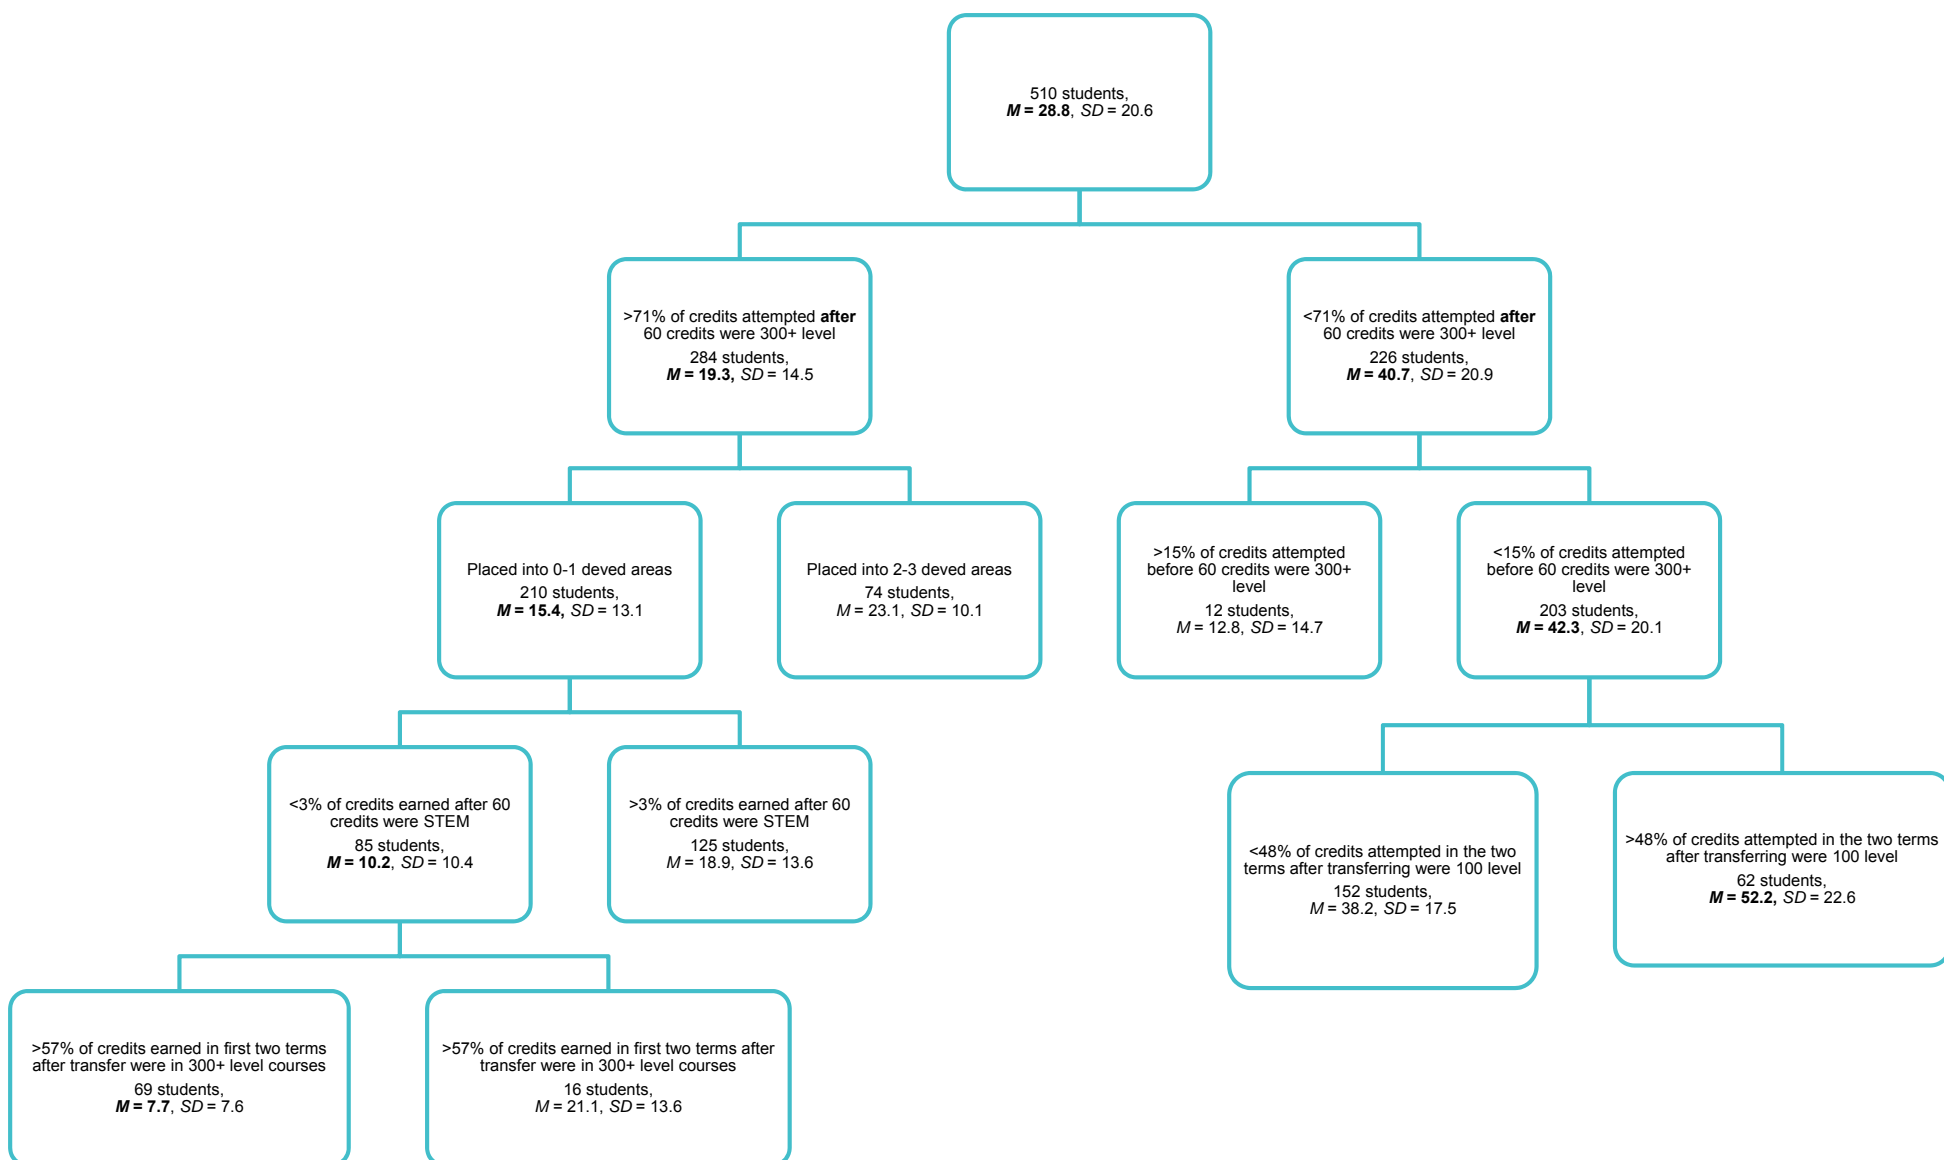 510 students,
M = 28.8, SD = 20.6
>71% of credits attempted after
60 credits were 300+ level
284 students,
M = 19.3, SD = 14.5
<71% of credits attempted after
60 credits were 300+ level
226 students,
M = 40.7, SD = 20.9
Placed into 0-1 deved areas
210 students,
M = 15.4, SD = 13.1
Placed into 2-3 deved areas
74 students,
M = 23.1, SD = 10.1
>15% of credits attempted
before 60 credits were 300+
level
12 students,
M = 12.8, SD = 14.7
<15% of credits attempted
before 60 credits were 300+
level
203 students,
M = 42.3, SD = 20.1
<3% of credits earned after 60
credits were STEM
85 students,
M = 10.2, SD = 10.4
>3% of credits earned after 60
credits were STEM
125 students,
M = 18.9, SD = 13.6
<48% of credits attempted in the two
terms after transferring were 100 level
152 students,
M = 38.2, SD = 17.5
>48% of credits attempted in the two terms
after transferring were 100 level
62 students,
M = 52.2, SD = 22.6
>57% of credits earned in first two terms
after transfer were in 300+ level courses
69 students,
M = 7.7, SD = 7.6
>57% of credits earned in first two terms after
transfer were in 300+ level courses
16 students,
M = 21.1, SD = 13.6